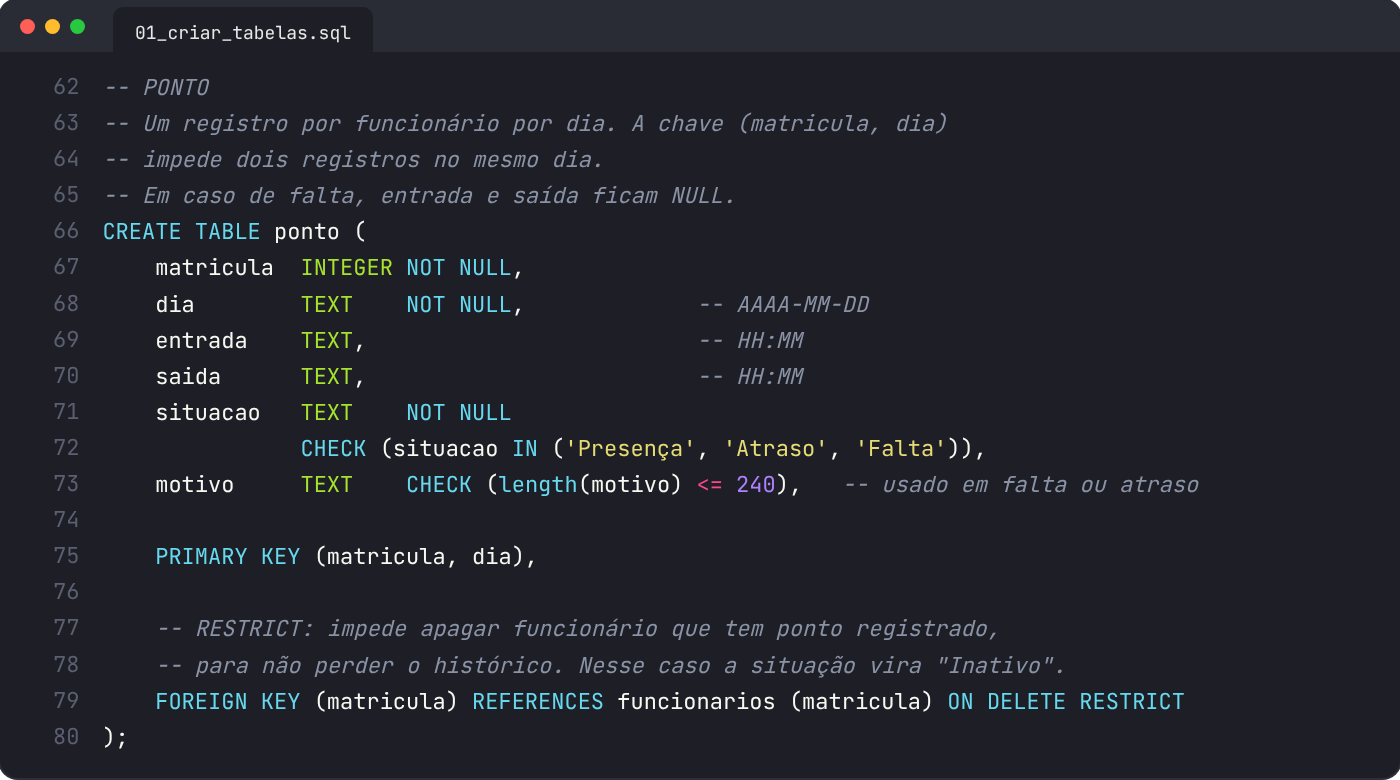 01_criar_tabelas.sql
62 -- PONTO
63 -- Um registro por funcionário por dia. A chave (matricula, dia)
64 -- impede dois registros no mesmo dia.
65 -- Em caso de falta, entrada e saída ficam NULL.
66 CREATE TABLE ponto (
67     matricula  INTEGER NOT NULL,
68     dia        TEXT    NOT NULL,             -- AAAA-MM-DD
69     entrada    TEXT,                         -- HH:MM
70     saida      TEXT,                         -- HH:MM
71     situacao   TEXT    NOT NULL
72                CHECK (situacao IN ('Presença', 'Atraso', 'Falta')),
73     motivo     TEXT    CHECK (length(motivo) <= 240),   -- usado em falta ou atraso
74
75     PRIMARY KEY (matricula, dia),
76
77     -- RESTRICT: impede apagar funcionário que tem ponto registrado,
78     -- para não perder o histórico. Nesse caso a situação vira "Inativo".
79     FOREIGN KEY (matricula) REFERENCES funcionarios (matricula) ON DELETE RESTRICT
80 );